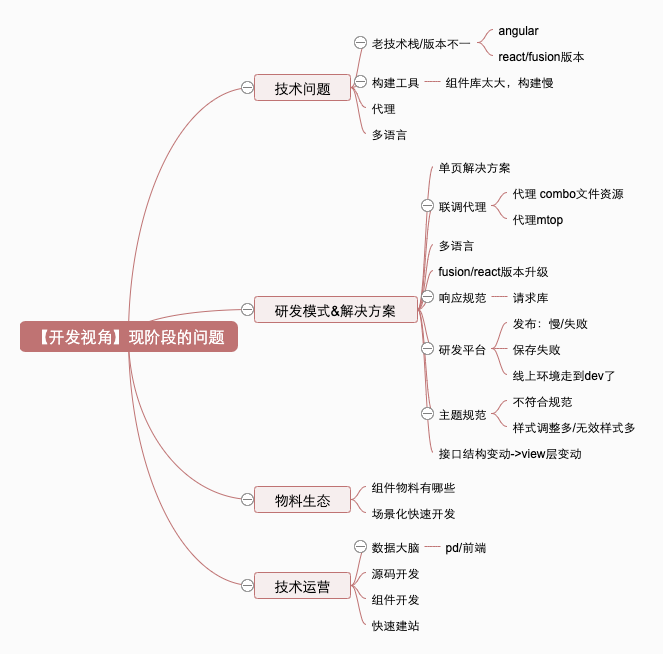 【开发视角】现阶段的问题
技术问题
老技术栈/版本不一
angular
react/fusion版本
构建工具
组件库太大，构建慢
代理
多语言
研发模式&解决方案
单页解决方案
联调代理
代理 combo文件资源
代理mtop
多语言
fusion/react版本升级
响应规范
请求库
研发平台
发布：慢/失败
保存失败
线上环境走到dev了
主题规范
不符合规范
样式调整多/无效样式多
接口结构变动->view层变动
物料生态
组件物料有哪些
场景化快速开发
技术运营
数据大脑
pd/前端
源码开发
组件开发
快速建站